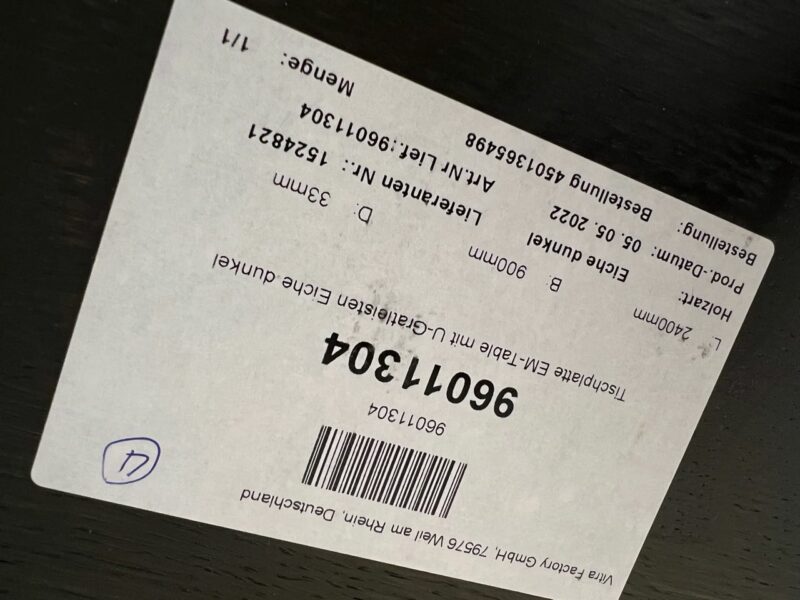 Vitra Factory GmbH, 79576 Weil am Rhein, Deutschland
96011304
96011304
Tischplatte EM-Table mit U-Gratleisten Eiche dunkel
L: 2400mm B: 900mm D: 33mm
Holzart: Eiche dunkel Lieferanten Nr.: 1524821
Prod.-Datum: 05. 05. 2022 Art.Nr Lief.:96011304
Bestellung: Bestellung 4501365498 Menge: 1/1